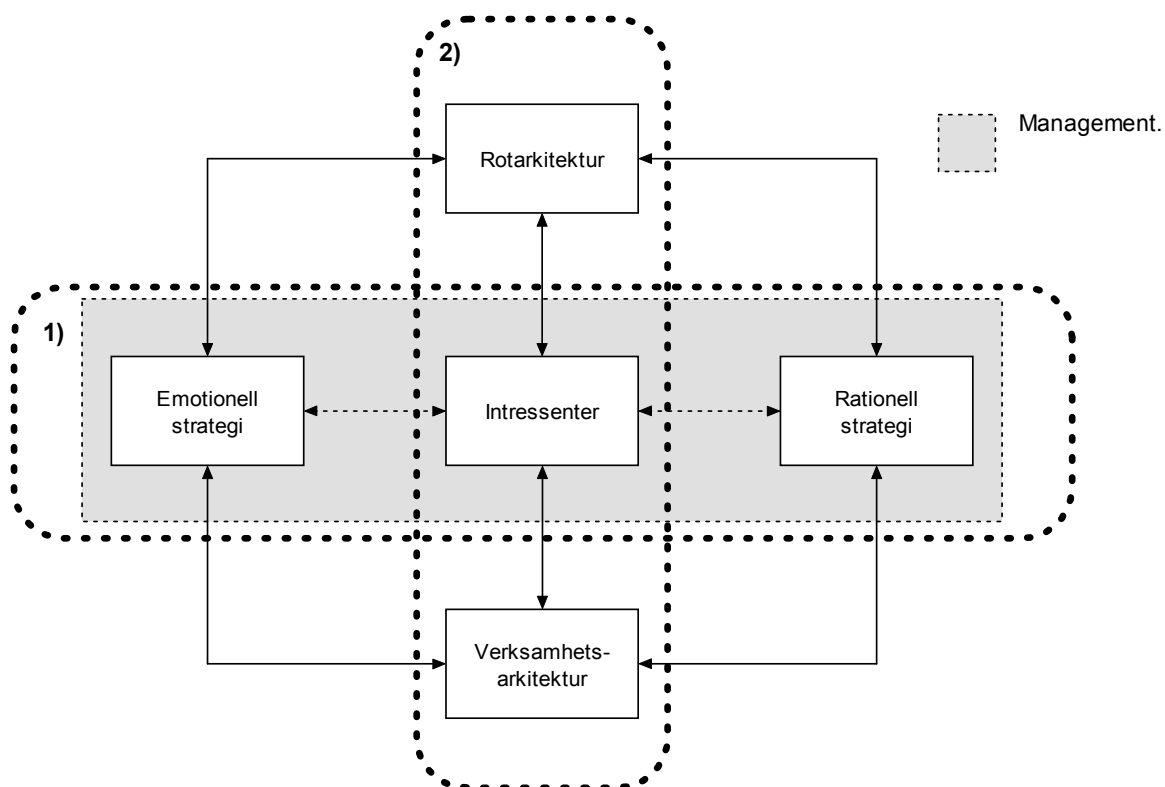 2)
Management.
Rotarkitektur
1)
Emotionell
strategi
Intressenter
Rationell
strategi
Verksamhets-
arkitektur